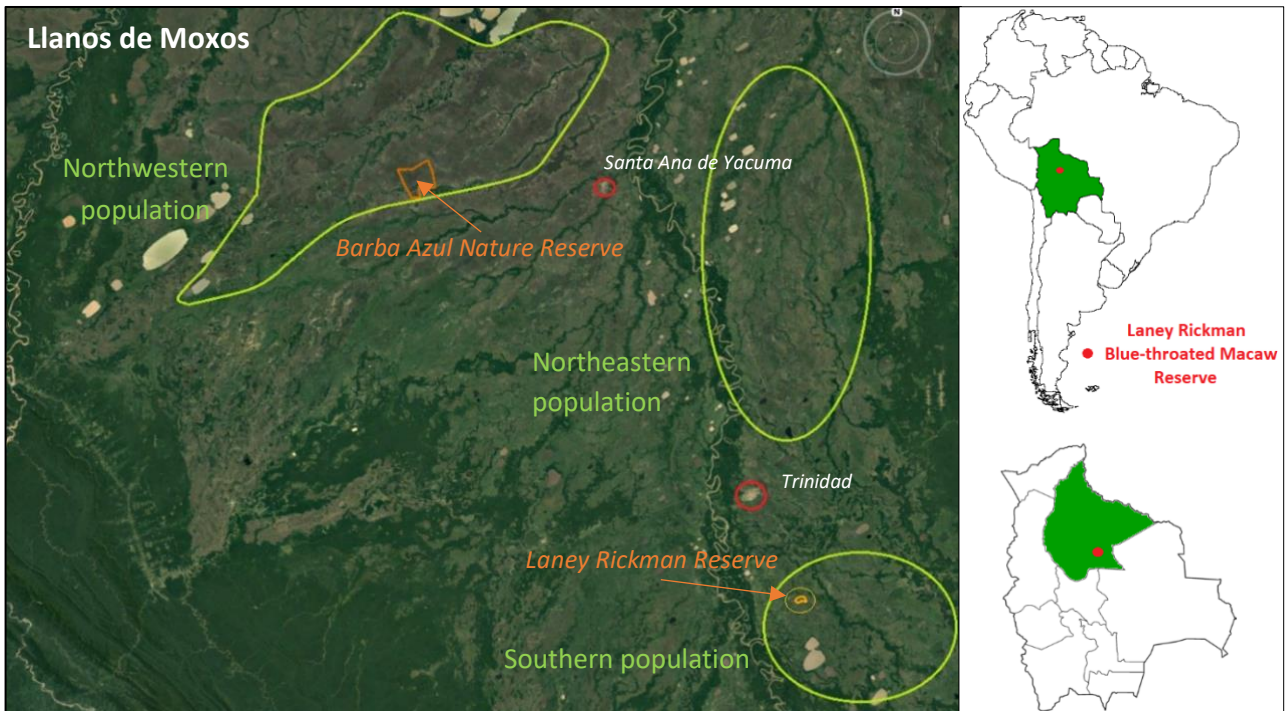 Llanos de Moxos
N
Northwestern
population
Santa Ana de Yacuma
Barba Azul Nature Reserve
Northeastern
population
Trinidad
Laney Rickman Reserve
Southern population
Laney Rickman
Blue-throated Macaw
Reserve